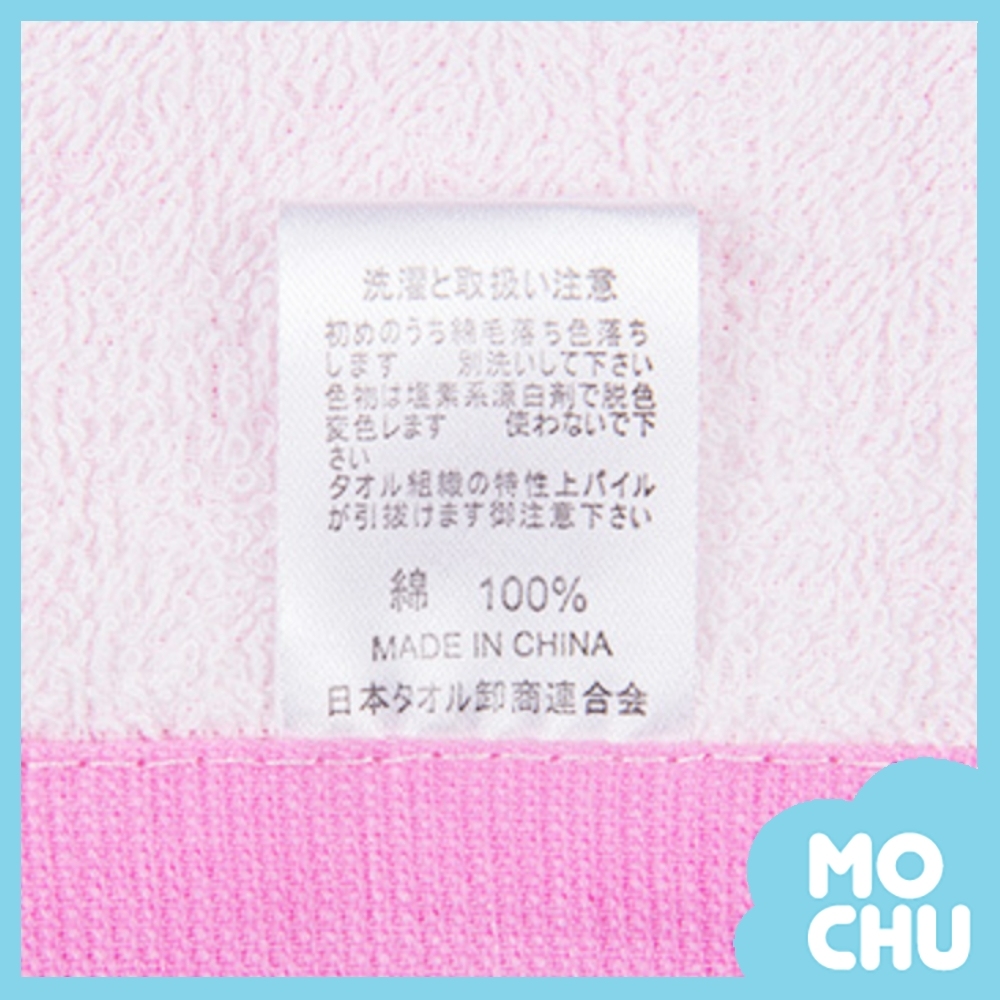 洗濯と取扱い注意
初めのうち綿毛落ち色落ち
します　　別洗いして下さい
色物は塩素系漂白剤で脱色
変色します　　使わないで下
さい
タオル組織の特性上パイル
が引抜けます御注意下さい
綿　100%
MADE IN CHINA
日本タオル卸商連合会
MO
CHU